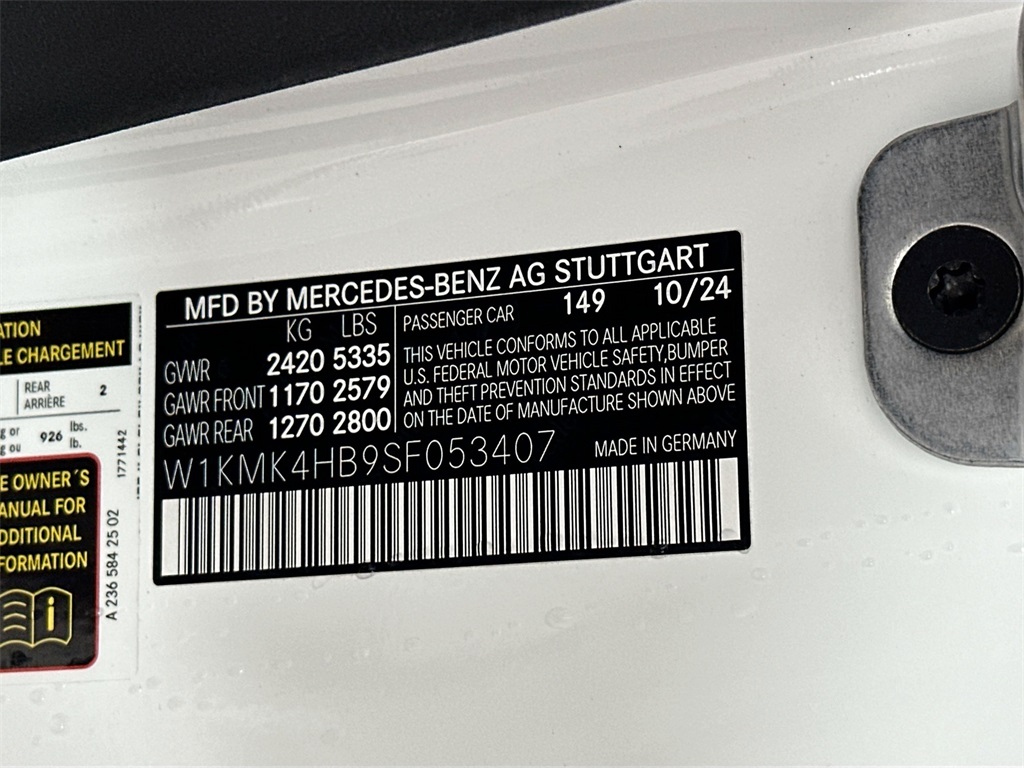 MFD BY MERCEDES-BENZ AG STUTTGART
KG LBS
GVWR 2420 5335
GAWR FRONT 1170 2579
GAWR REAR 1270 2800
PASSENGER CAR 149 10/24
THIS VEHICLE CONFORMS TO ALL APPLICABLE
U.S. FEDERAL MOTOR VEHICLE SAFETY,BUMPER
AND THEFT PREVENTION STANDARDS IN EFFECT
ON THE DATE OF MANUFACTURE SHOWN ABOVE
W1KMK4HB9SF053407 MADE IN GERMANY
ATION
E CHARGEMENT
REAR
ARRIÈRE 2
g or
g ou 926 lbs.
lb.
E OWNER´S
ANUAL FOR
DDITIONAL
FORMATION
1771442
A 236 584 25 02